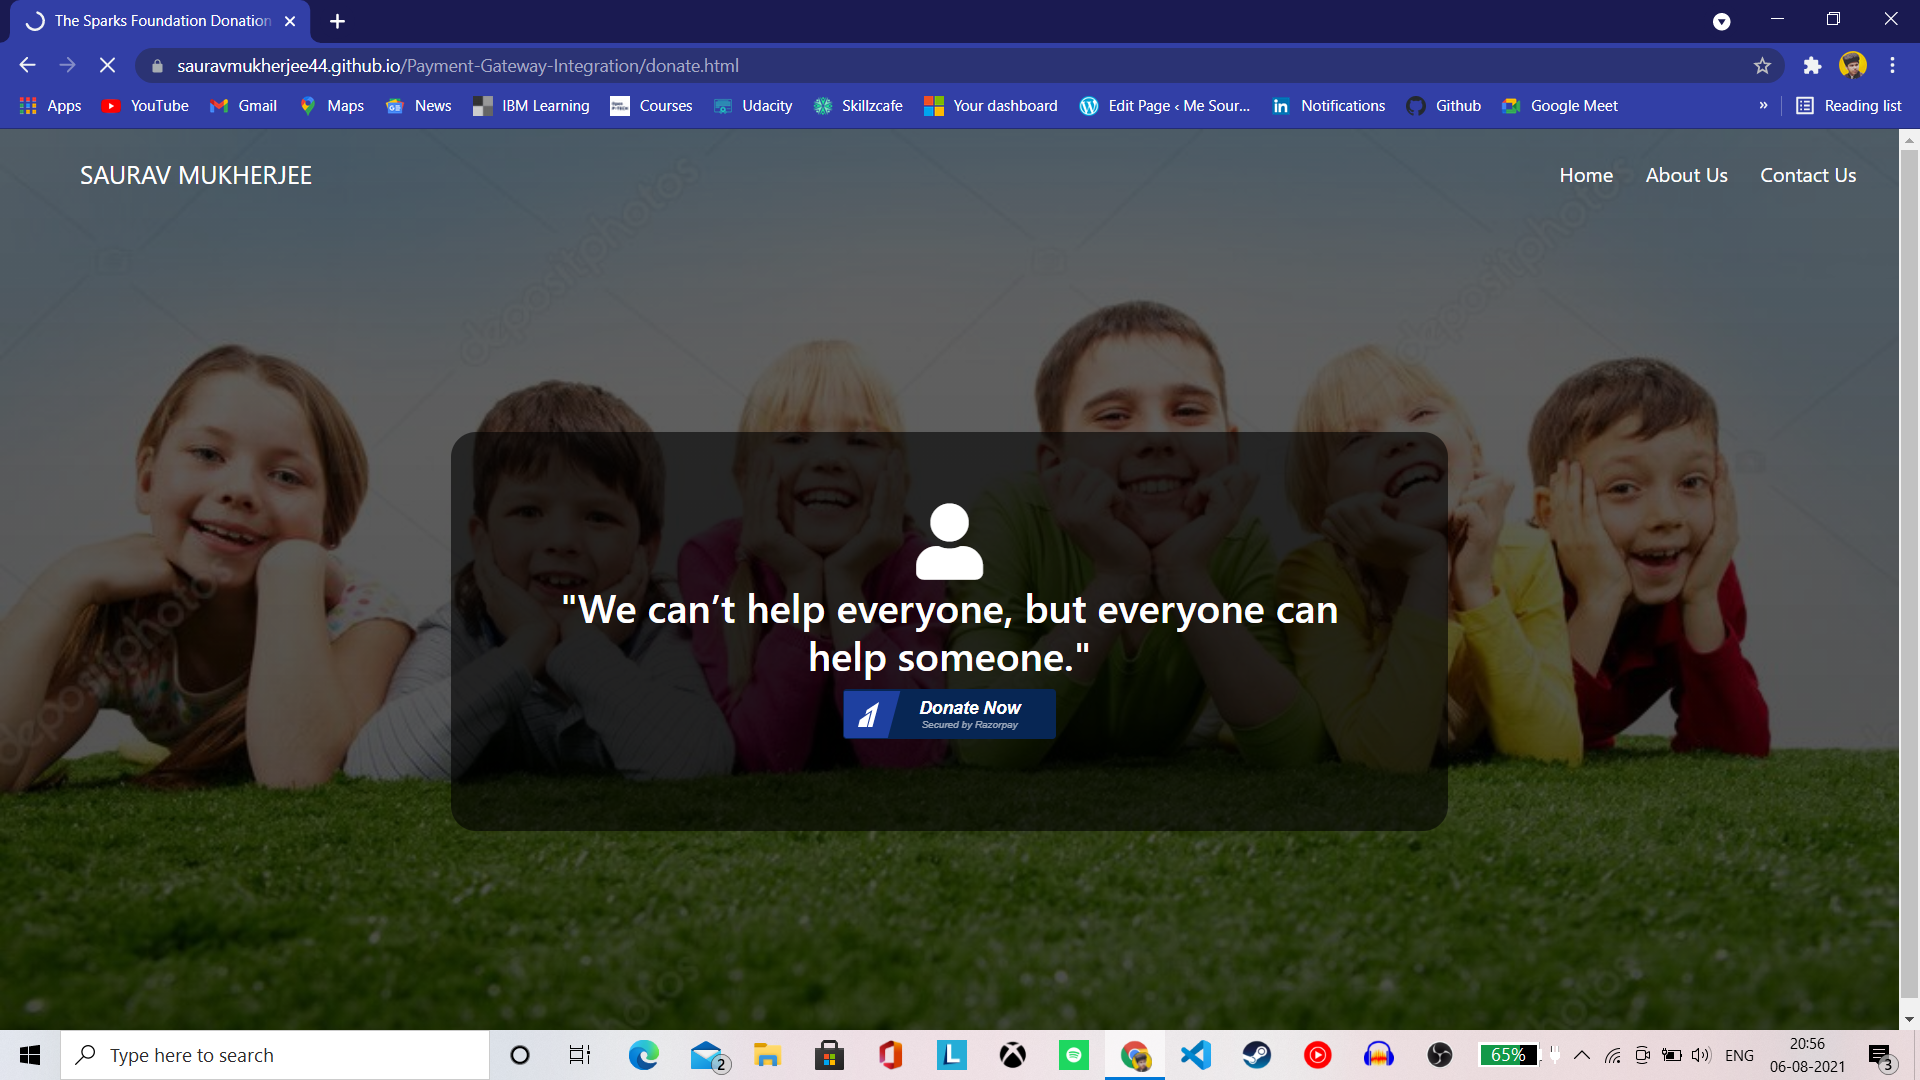 The Sparks Foundation Donation
sauravmukherjee44.github.io/Payment-Gateway-Integration/donate.html
Apps YouTube Gmail Maps News IBM Learning Courses Udacity Skillzcafe Your dashboard Edit Page ‹ Me Sour... Notifications Github Google Meet » Reading list
SAURAV MUKHERJEE
Home About Us Contact Us
depositphotos
depositphotos
depositphotos
"We can’t help everyone, but everyone can
help someone."
Donate Now
Secured by Razorpay
Type here to search
2
65%
ENG
20:56
06-08-2021
3